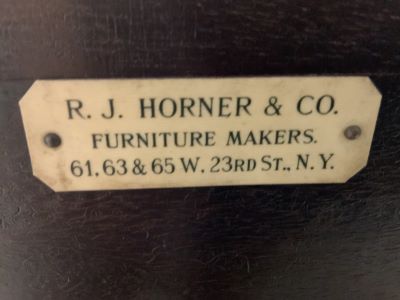 R. J. HORNER & CO.
FURNITURE MAKERS.
61, 63 & 65 W. 23RD ST., N. Y.